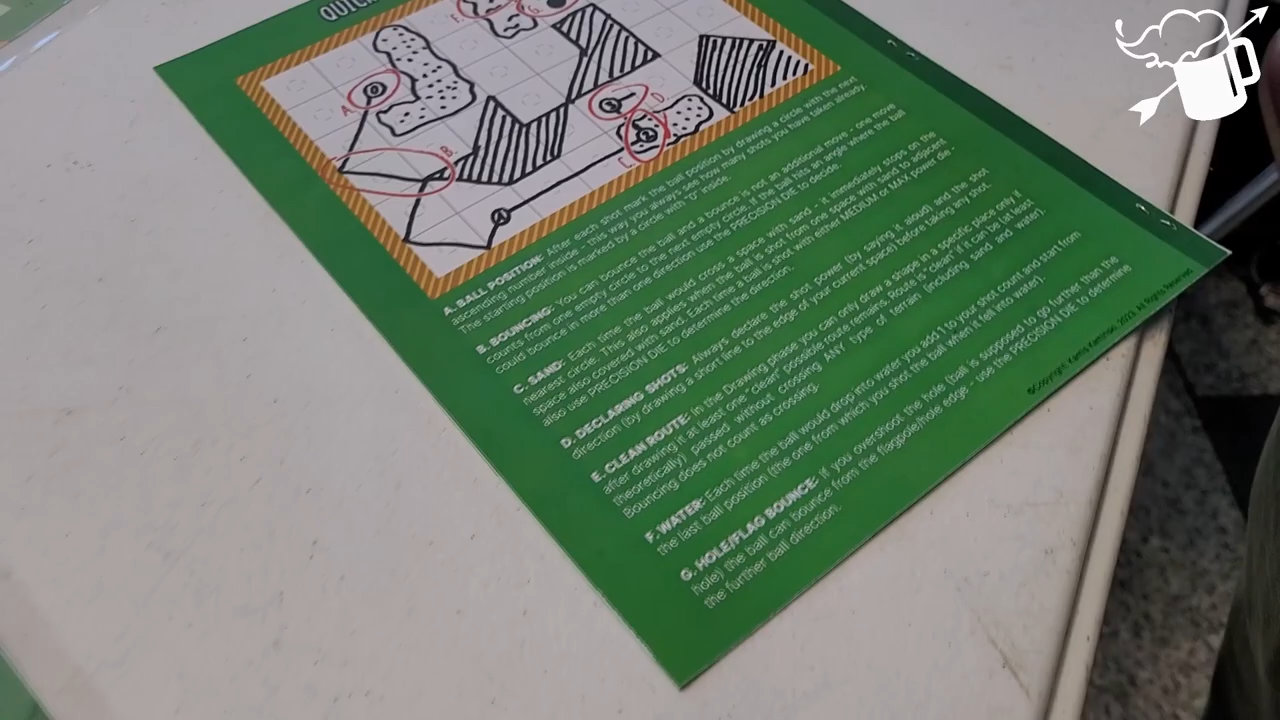 QUICK
A. BALL POSITION: After each shot mark the ball position by drawing a circle with the next
ascending number inside - this way you always see how many shots you have taken already.
The starting position is marked by a circle with "0" inside.
B. BOUNCING: You can bounce the ball and a bounce is not an additional move - one move
counts from one empty circle to the next empty circle. If the ball hits an angle where the ball
could bounce in more than one direction use the PRECISION DIE to decide.
C. SAND: Each time the ball would cross a space with sand - it immediately stops on the
nearest circle. This also applies when the ball is shot from one space with sand to adjacent
space also covered with sand. Each time a ball is shot with either MEDIUM or MAX power die -
also use PRECISION DIE to determine the direction.
D. DECLARING SHOTS: Always declare the shot power (by saying it aloud) and the shot
direction (by drawing a short line to the edge of your current space) before taking any shot.
E. CLEAN ROUTE: In the Drawing phase you can only draw a shape in a specific place only if
after drawing it at least one "clean" possible route remains. Route is "clean" if it can be (at least
theoretically) passed without crossing ANY type of terrain (including sand and water).
Bouncing does not count as crossing.
F. WATER: Each time the ball would drop into water you add 1 to your shot count and start from
the last ball position (the one from which you shot the ball when it fell into water).
G. HOLE/FLAG BOUNCE: If you overshoot the hole (ball is supposed to go further than the
hole) the ball can bounce from the flagpole/hole edge - use the PRECISION DIE to determine
the further ball direction.
A
B
C
D
F
G